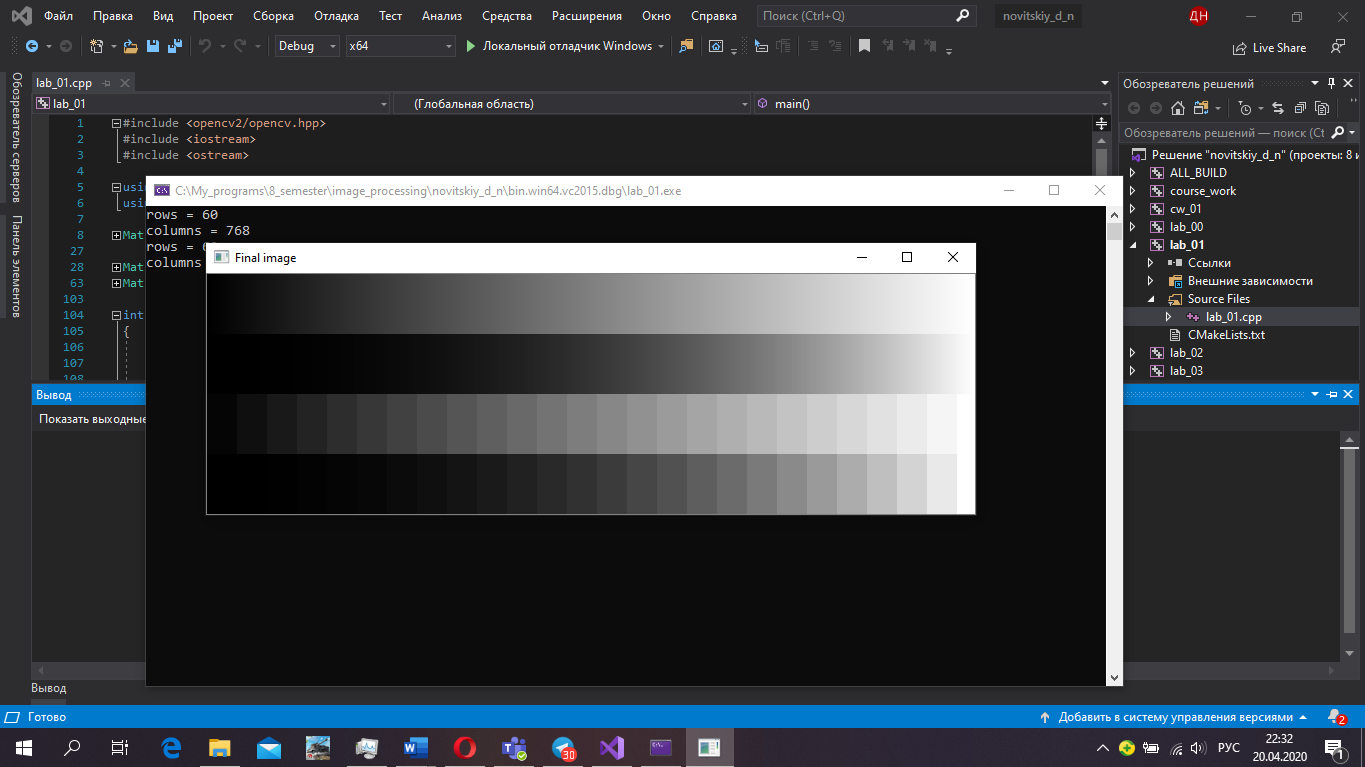 Файл Правка Вид Проект Сборка Отладка Тест Анализ Средства Расширения Окно Справка Поиск (Ctrl+Q) novitskiy_d_n ДН
Debug x64 Локальный отладчик Windows Live Share
Обозреватель серверов
Панель элементов
lab_01.cpp
lab_01 (Глобальная область) main()
1 #include <opencv2/opencv.hpp>
2 #include <iostream>
3 #include <ostream>
4
5 usin
6 usin
7
8 Mat
27
28 Mat
63 Mat
103
104 int
105 {
106
107
108
C:\My_programs\8_semester\image_processing\novitskiy_d_n\bin.win64.vc2015.dbg\lab_01.exe
rows = 60
columns = 768
rows = 6
columns
Final image
Обозреватель решений
Обозреватель решений — поиск (Ct
Решение "novitskiy_d_n" (проекты: 8 и
ALL_BUILD
course_work
cw_01
lab_00
lab_01
Ссылки
Внешние зависимости
Source Files
lab_01.cpp
CMakeLists.txt
lab_02
lab_03
Вывод
Показать выходные
Вывод
Готово Добавить в систему управления версиями 2
30 РУС 22:32
20.04.2020 1